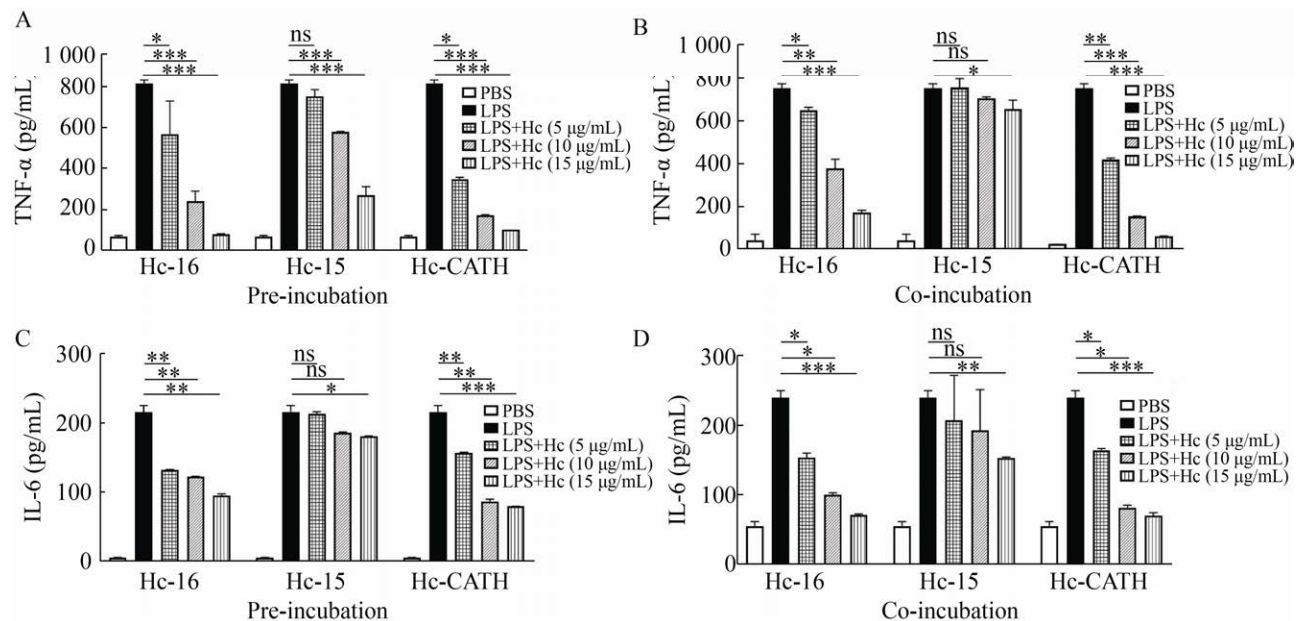 A
TNF-α (pg/mL)
1 000
800
600
400
200
0
*
***
***
ns
***
***
*
***
***
PBS
LPS
LPS+Hc (5 μg/mL)
LPS+Hc (10 μg/mL)
LPS+Hc (15 μg/mL)
Hc-16 Hc-15 Hc-CATH
Pre-incubation
B
TNF-α (pg/mL)
1 000
800
600
400
200
0
*
**
***
ns
ns
*
**
***
***
PBS
LPS
LPS+Hc (5 μg/mL)
LPS+Hc (10 μg/mL)
LPS+Hc (15 μg/mL)
Hc-16 Hc-15 Hc-CATH
Co-incubation
C
IL-6 (pg/mL)
300
200
100
0
**
**
**
ns
ns
*
**
**
***
PBS
LPS
LPS+Hc (5 μg/mL)
LPS+Hc (10 μg/mL)
LPS+Hc (15 μg/mL)
Hc-16 Hc-15 Hc-CATH
Pre-incubation
D
IL-6 (pg/mL)
300
200
100
0
*
*
***
ns
ns
**
*
*
***
PBS
LPS
LPS+Hc (5 μg/mL)
LPS+Hc (10 μg/mL)
LPS+Hc (15 μg/mL)
Hc-16 Hc-15 Hc-CATH
Co-incubation